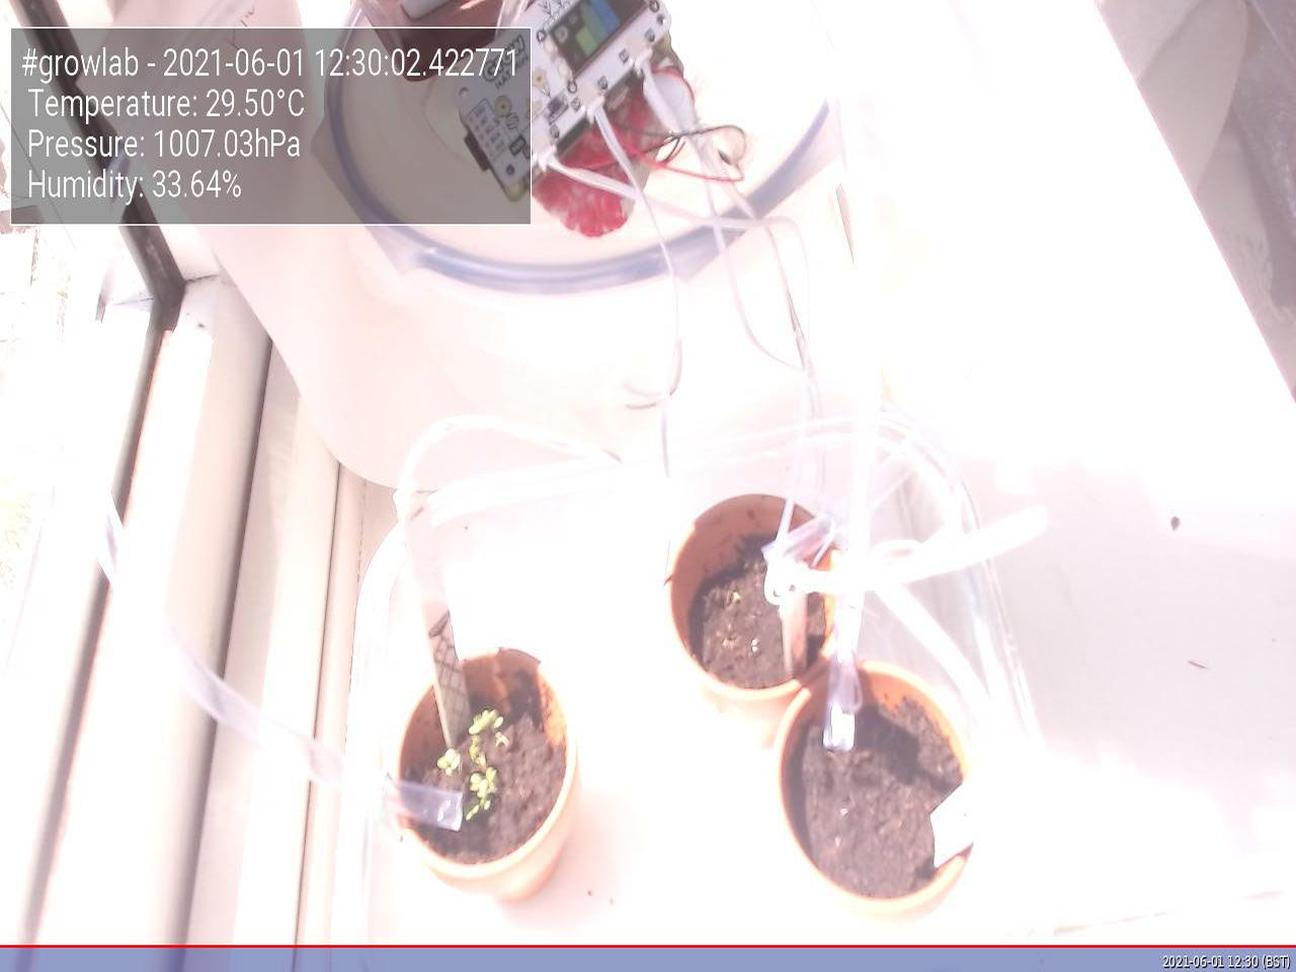 #growlab - 2021-06-01 12:30:02.422771
Temperature: 29.50°C
Pressure: 1007.03hPa
Humidity: 33.64%
2021-06-01 12:30 (BST)